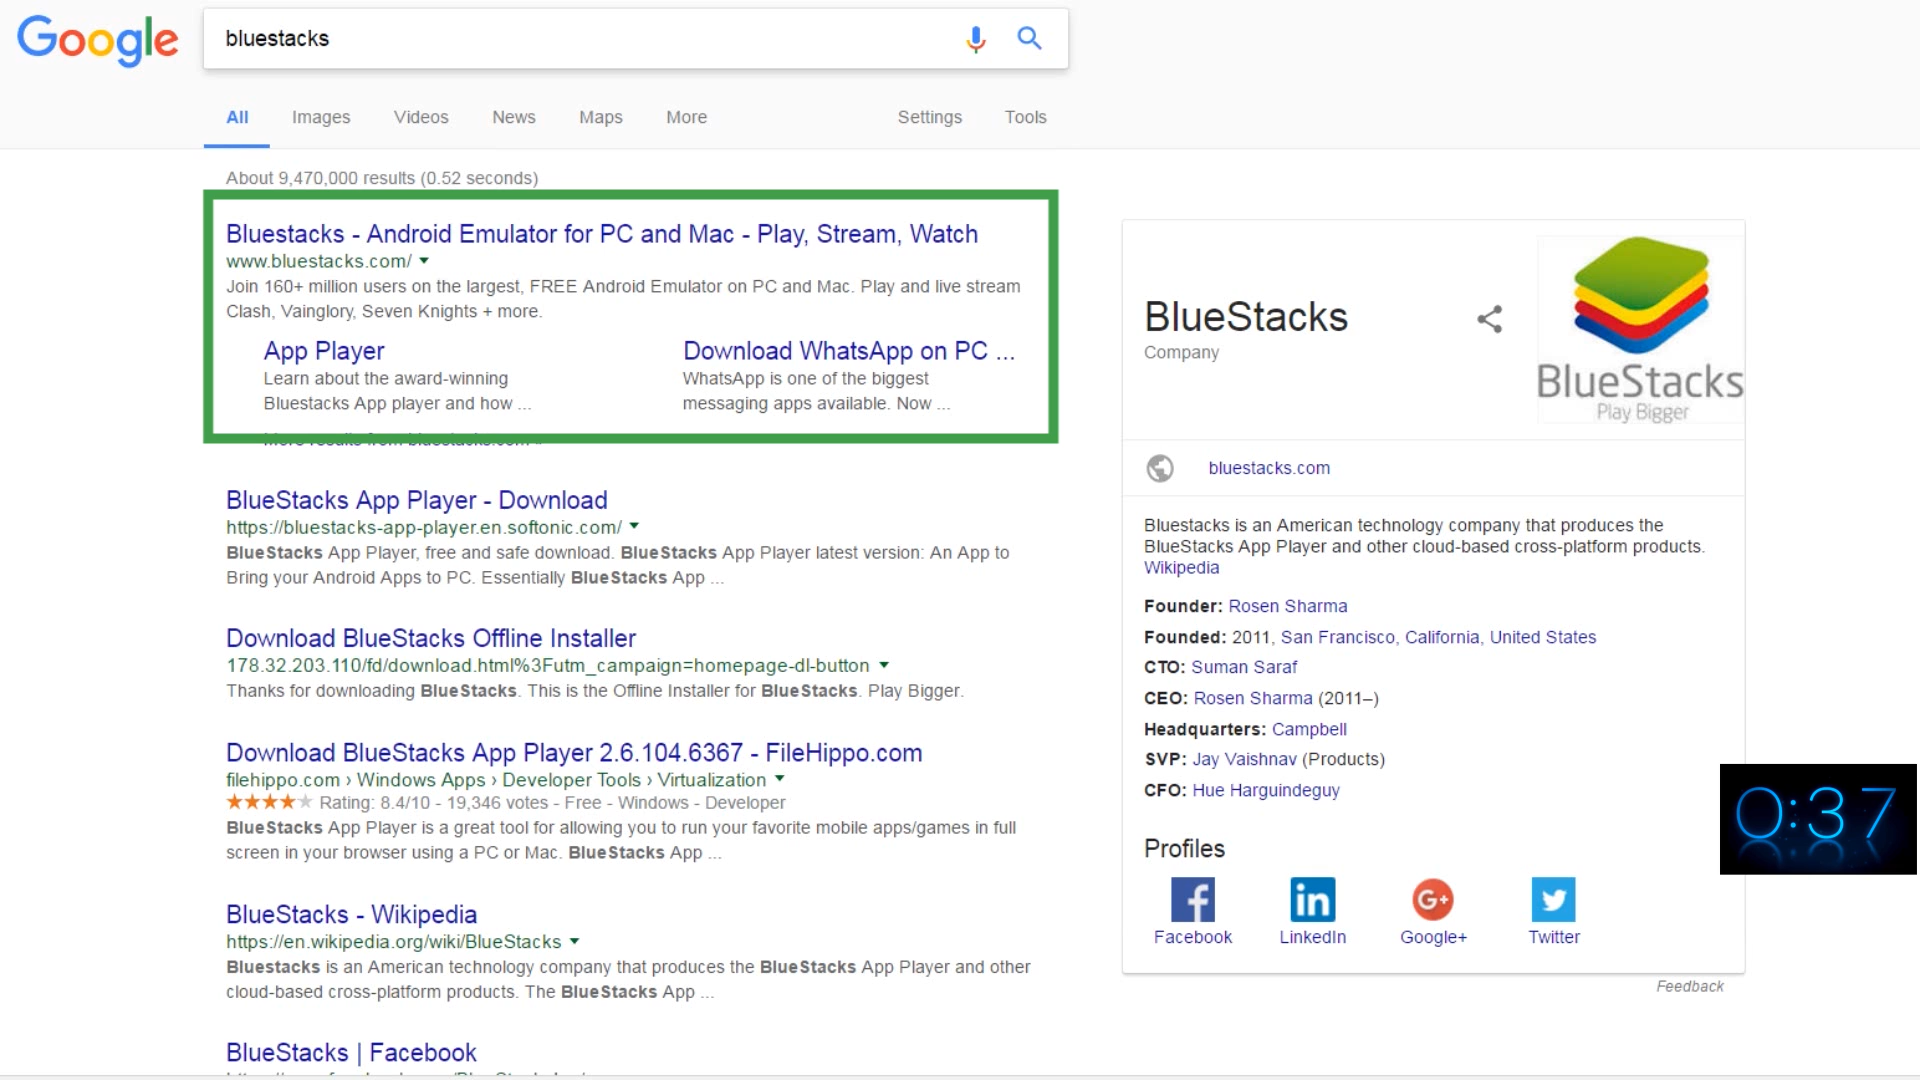 Google
bluestacks
All Images Videos News Maps More Settings Tools
About 9,470,000 results (0.52 seconds)
Bluestacks - Android Emulator for PC and Mac - Play, Stream, Watch
www.bluestacks.com/
Join 160+ million users on the largest, FREE Android Emulator on PC and Mac. Play and live stream
Clash, Vainglory, Seven Knights + more.
App Player
Learn about the award-winning
Bluestacks App player and how ...
Download WhatsApp on PC ...
WhatsApp is one of the biggest
messaging apps available. Now ...
More results from bluestacks.com »
BlueStacks App Player - Download
https://bluestacks-app-player.en.softonic.com/
BlueStacks App Player, free and safe download. BlueStacks App Player latest version: An App to
Bring your Android Apps to PC. Essentially BlueStacks App ...
Download BlueStacks Offline Installer
178.32.203.110/fd/download.html%3Futm_campaign=homepage-dl-button
Thanks for downloading BlueStacks. This is the Offline Installer for BlueStacks. Play Bigger.
Download BlueStacks App Player 2.6.104.6367 - FileHippo.com
filehippo.com › Windows Apps › Developer Tools › Virtualization
Rating: 8.4/10 - 19,346 votes - Free - Windows - Developer
BlueStacks App Player is a great tool for allowing you to run your favorite mobile apps/games in full
screen in your browser using a PC or Mac. BlueStacks App ...
BlueStacks - Wikipedia
https://en.wikipedia.org/wiki/BlueStacks
Bluestacks is an American technology company that produces the BlueStacks App Player and other
cloud-based cross-platform products. The BlueStacks App ...
BlueStacks | Facebook
BlueStacks
Company
BlueStacks
Play Bigger
bluestacks.com
Bluestacks is an American technology company that produces the
BlueStacks App Player and other cloud-based cross-platform products.
Wikipedia
Founder: Rosen Sharma
Founded: 2011, San Francisco, California, United States
CTO: Suman Saraf
CEO: Rosen Sharma (2011–)
Headquarters: Campbell
SVP: Jay Vaishnav (Products)
CFO: Hue Harguindeguy
Profiles
Facebook LinkedIn Google+ Twitter
Feedback
0:37